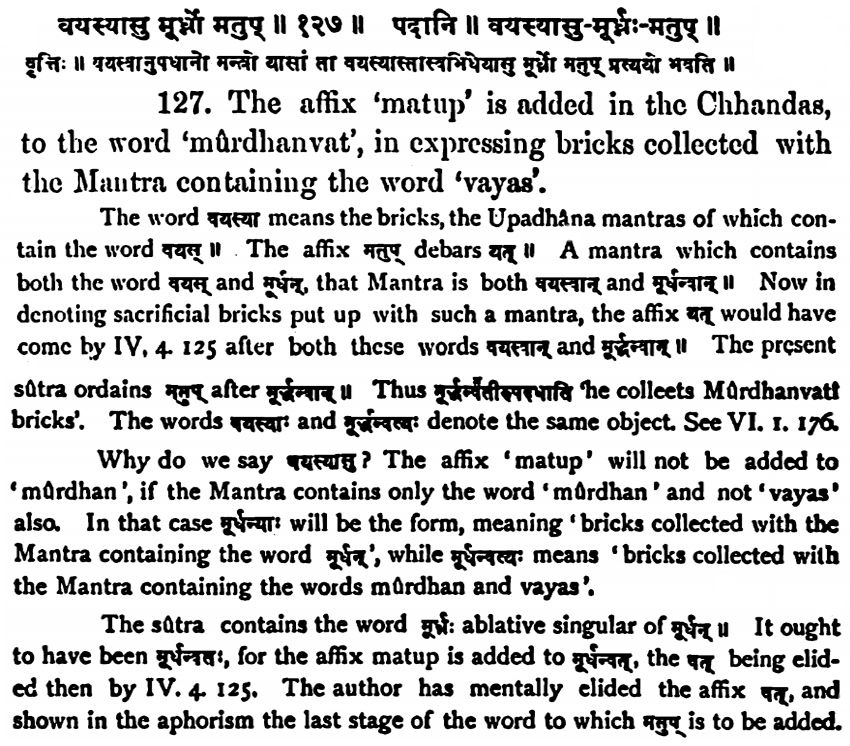 वयस्यासु मूर्ध्नो मतुप् ॥ १२७ ॥ पदानि ॥ वयस्यासु-मूर्ध्नः-मतुप् ॥
वृत्तिः ॥ वयस्वानुपधानो मन्त्रो यासां ता वयस्यास्तास्वभिधेयासु मूर्ध्नो मतुप् प्रत्ययो भवति ॥
127. The affix ‘matup’ is added in the Chhandas,
to the word ‘mûrdhanvat’, in expressing bricks collected with
the Mantra containing the word ‘vayas’.
The word वयस्या means the bricks, the Upadhâna mantras of which con-
tain the word वयस् ॥ The affix मतुप् debars यत् ॥ A mantra which contains
both the word वयस् and मूर्धन्, that Mantra is both वयस्वान् and मूर्धन्वान् ॥ Now in
denoting sacrificial bricks put up with such a mantra, the affix यत् would have
come by IV. 4. 125 after both these words वयस्वान् and मूर्द्धन्वान् ॥ The present
sûtra ordains मतुप् after मूर्द्धन्वान् ॥ Thus मूर्द्धन्वतीरुपदधाति 'he colleets Mûrdhanvatî
bricks'. The words वयस्याः and मूर्द्धन्वत्यः denote the same object. See VI. 1. 176.
Why do we say वयस्यासु? The affix ‘matup’ will not be added to
‘mûrdhan’, if the Mantra contains only the word ‘mûrdhan’ and not ‘vayas’
also. In that case मूर्धन्याः will be the form, meaning ‘bricks collected with the
Mantra containing the word मूर्धन्’, while मूर्धन्वत्यः means ‘bricks collected with
the Mantra containing the words mûrdhan and vayas’.
The sûtra contains the word मूर्ध्नः ablative singular of मूर्धन् ॥ It ought
to have been मूर्धन्वतः, for the affix matup is added to मूर्धन्वत्, the वत् being elid-
ed then by IV. 4. 125. The author has mentally elided the affix वत्, and
shown in the aphorism the last stage of the word to which मतुप् is to be added.